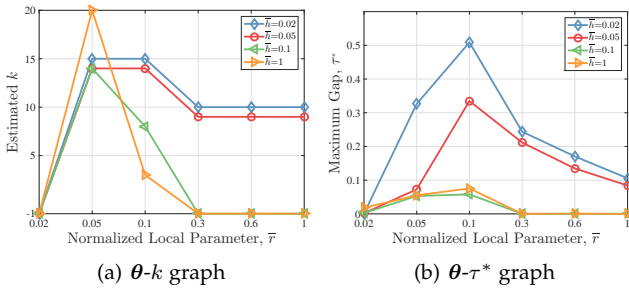 20
15
10
5
-1
0.02 0.05 0.1 0.3 0.6 1
Estimated k
Normalized Local Parameter, r̅
h̅=0.02
h̅=0.05
h̅=0.1
h̅=1
(a) θ-k graph
0.5
0.4
0.3
0.2
0.1
0
0.02 0.05 0.1 0.3 0.6 1
Maximum Gap, τ*
Normalized Local Parameter, r̅
h̅=0.02
h̅=0.05
h̅=0.1
h̅=1
(b) θ-τ* graph